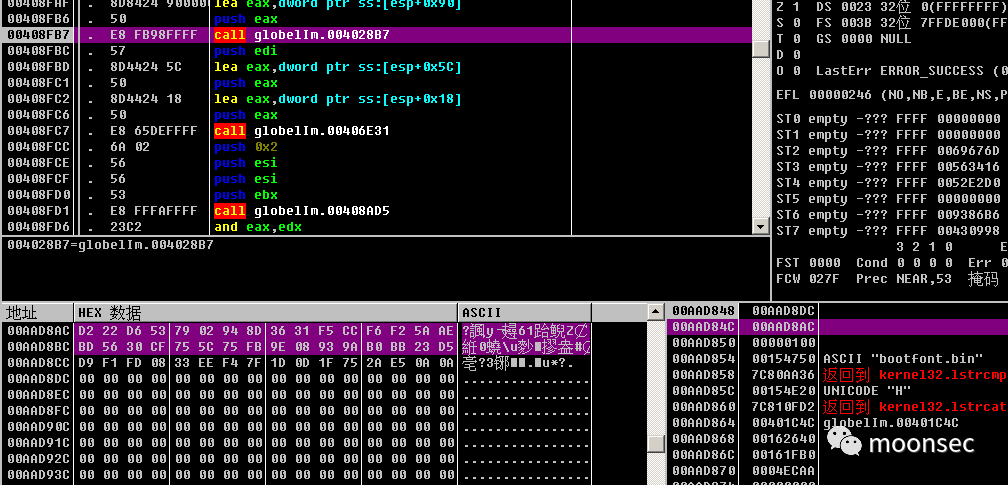 00408FAF . 8D8424 900000 lea eax,dword ptr ss:[esp+0x90]
00408FB6 . 50 push eax
00408FB7 . E8 FB98FFFF call globelIm.004028B7
00408FBC . 57 push edi
00408FBD . 8D4424 5C lea eax,dword ptr ss:[esp+0x5C]
00408FC1 . 50 push eax
00408FC2 . 8D4424 18 lea eax,dword ptr ss:[esp+0x18]
00408FC6 . 50 push eax
00408FC7 . E8 65DEFFFF call globelIm.00406E31
00408FCC . 6A 02 push 0x2
00408FCE . 56 push esi
00408FCF . 56 push esi
00408FD0 . 53 push ebx
00408FD1 . E8 FFFAFFFF call globelIm.00408AD5
00408FD6 . 23C2 and eax,edx
004028B7=globelIm.004028B7
Z 1 DS 0023 32位 0(FFFFFFFF)
S 0 FS 003B 32位 7FFDE000(FF
T 0 GS 0000 NULL
D 0
O 0 LastErr ERROR_SUCCESS (0
EFL 00000246 (NO,NB,E,BE,NS,P
ST0 empty -??? FFFF 00000000
ST1 empty -??? FFFF 00000000
ST2 empty -??? FFFF 0069676D
ST3 empty -??? FFFF 00563416
ST4 empty -??? FFFF 0052E2D0
ST5 empty -??? FFFF 00000000
ST6 empty -??? FFFF 009386B6
ST7 empty -??? FFFF 00430998
3 2 1 0 E
FST 0000 Cond 0 0 0 0 Err 0
FCW 027F Prec NEAR,53 掩码
地址 HEX 数据 ASCII
00AAD8AC D2 22 D6 53 79 02 94 8D 36 31 F5 CC F6 F2 5A AE
00AAD8BC BD 56 30 CF 75 5C 75 FB 9E 08 93 9A B0 BB 23 D5
00AAD8CC D9 F1 FD 08 33 EE F4 7F 1D 0D 1F 75 2A E5 0A 0A
00AAD8DC 00 00 00 00 00 00 00 00 00 00 00 00 00 00 00 00 ................
00AAD8EC 00 00 00 00 00 00 00 00 00 00 00 00 00 00 00 00 ................
00AAD8FC 00 00 00 00 00 00 00 00 00 00 00 00 00 00 00 00 ................
00AAD90C 00 00 00 00 00 00 00 00 00 00 00 00 00 00 00 00 ................
00AAD91C 00 00 00 00 00 00 00 00 00 00 00 00 00 00 00 00 ................
00AAD92C 00 00 00 00 00 00 00 00 00 00 00 00 00 00 00 00 ................
00AAD93C 00 00 00 00 00 00 00 00 00 00 00 00 00 00 00 00 ................
00AAD848 00AAD8DC
00AAD84C 00AAD8AC
00AAD850 00000100
00AAD854 00154750 ASCII "bootfont.bin"
00AAD858 7C80AA36 返回到 kernel32.lstrcmp
00AAD85C 00154E20 UNICODE "H"
00AAD860 7C810FD2 返回到 kernel32.lstrcat
00AAD864 00401C4C globelIm.00401C4C
00AAD868 00162640
00AAD86C 00161FB0
00AAD870 0004ECAA
moonsec